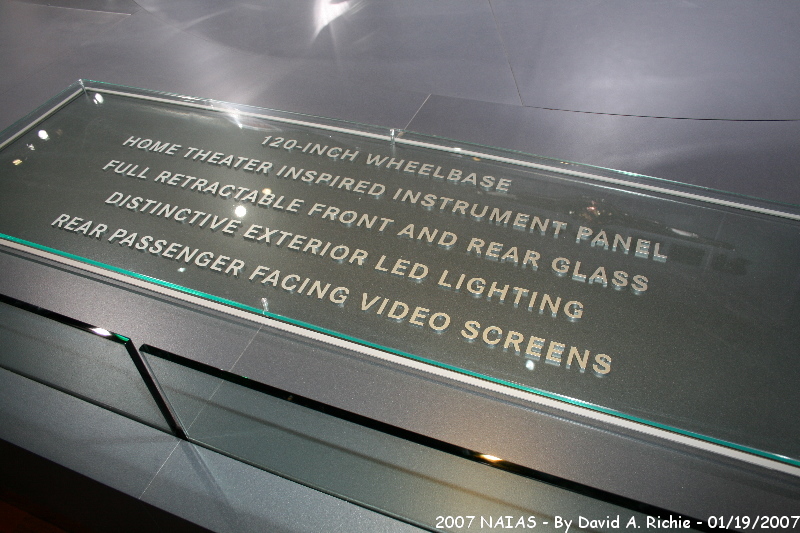 120-INCH WHEELBASE
HOME THEATER INSPIRED INSTRUMENT PANEL
FULL RETRACTABLE FRONT AND REAR GLASS
DISTINCTIVE EXTERIOR LED LIGHTING
REAR PASSENGER FACING VIDEO SCREENS
2007 NAIAS - By David A. Richie - 01/19/2007